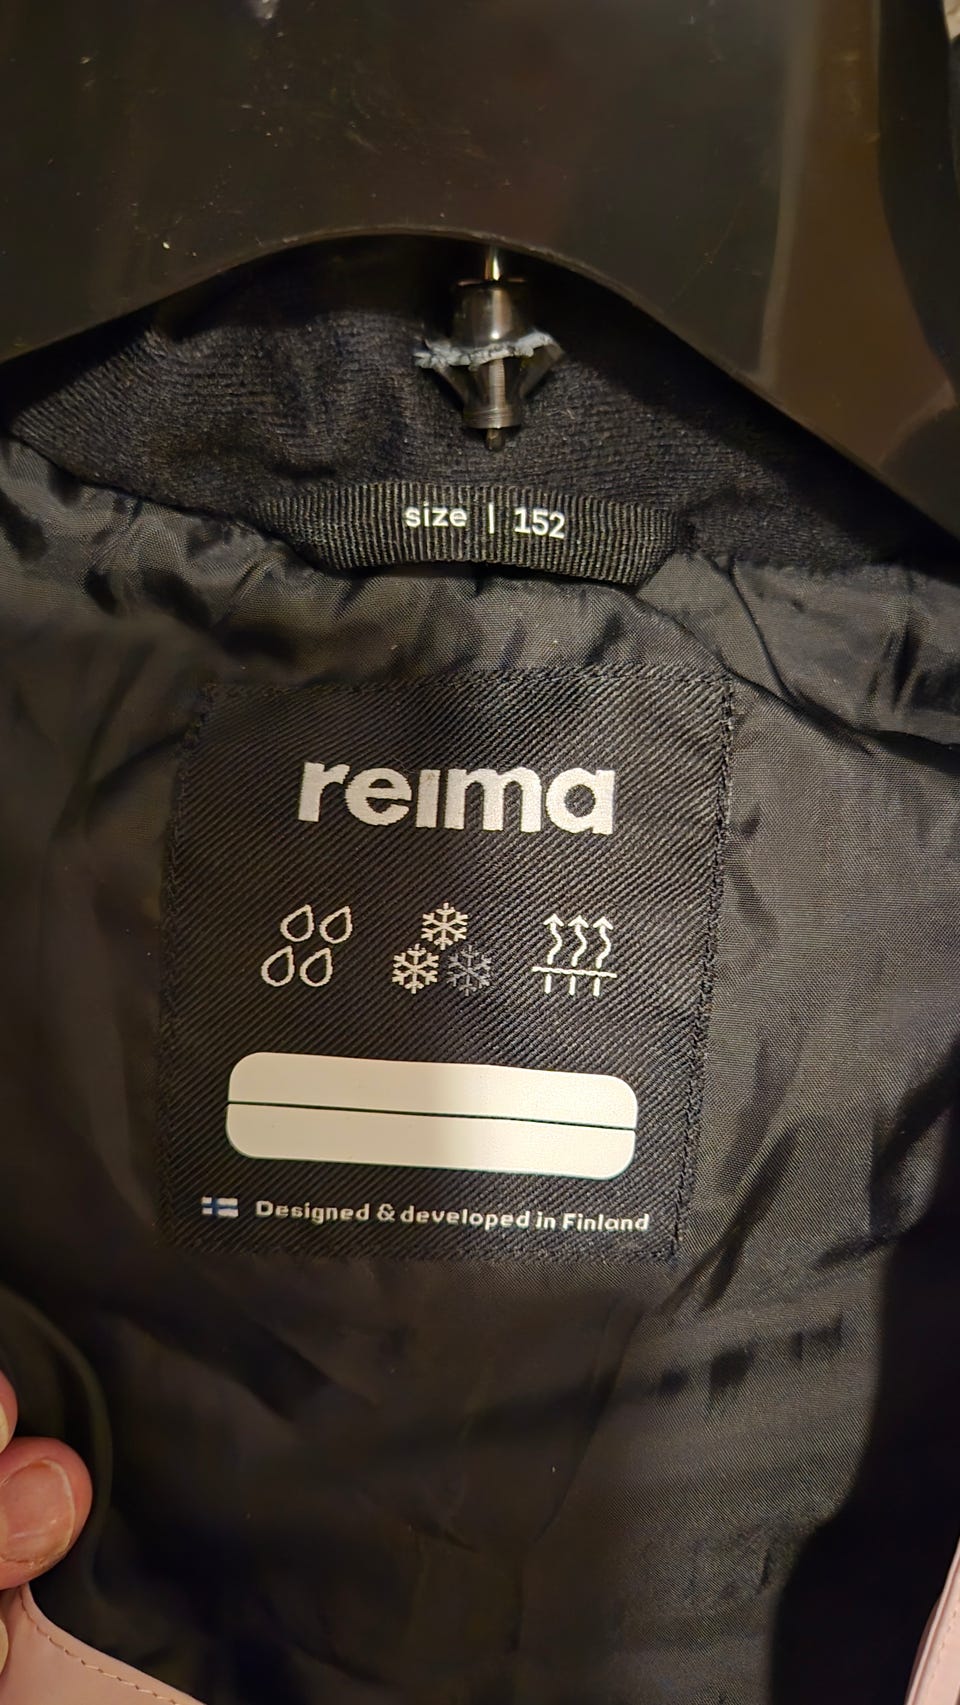 size | 152
reima
Designed & developed in Finland